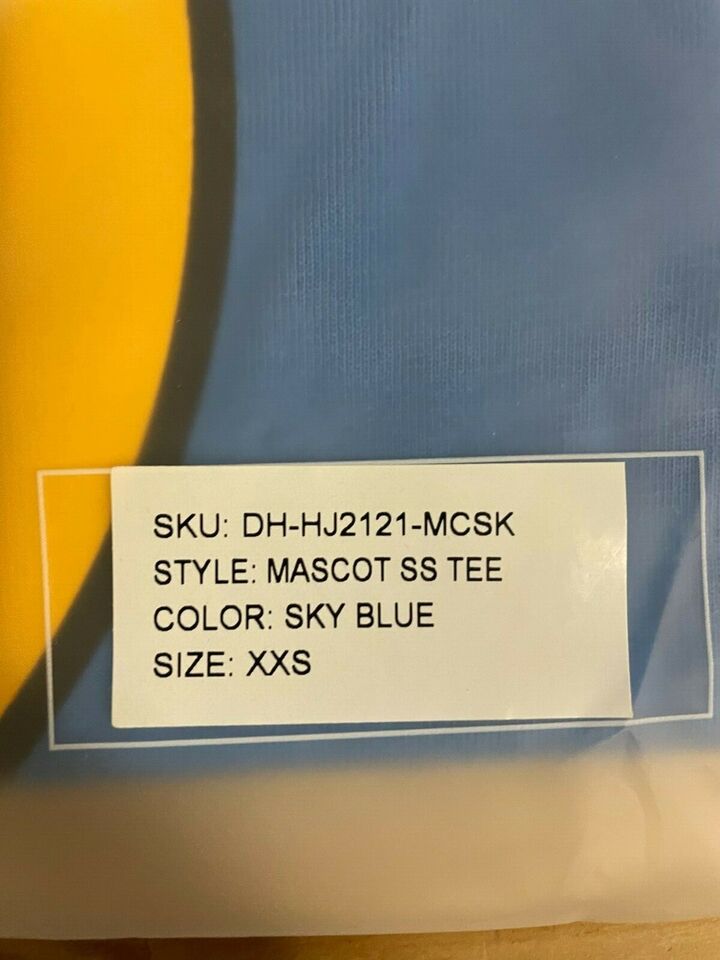 SKU: DH-HJ2121-MCSK
STYLE: MASCOT SS TEE
COLOR: SKY BLUE
SIZE: XXS